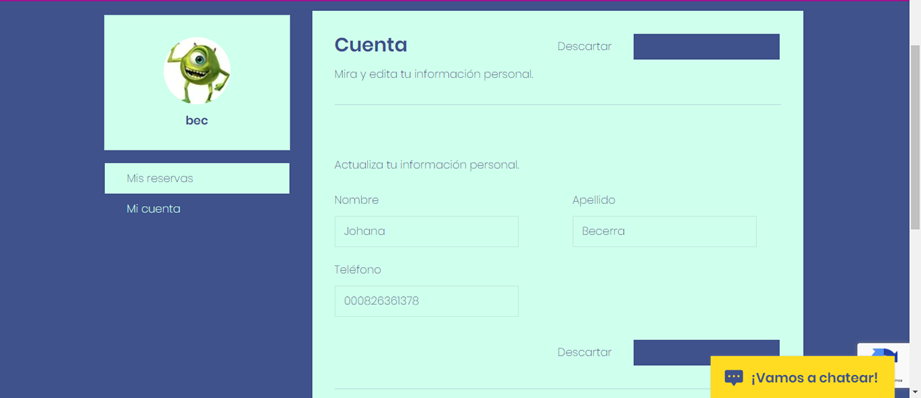 Cuenta
Descartar
Mira y edita tu información personal.
bec
Mis reservas
Mi cuenta
Actualiza tu información personal.
Nombre
Apellido
Johana
Becerra
Teléfono
000826361378
Descartar
¡Vamos a chatear!